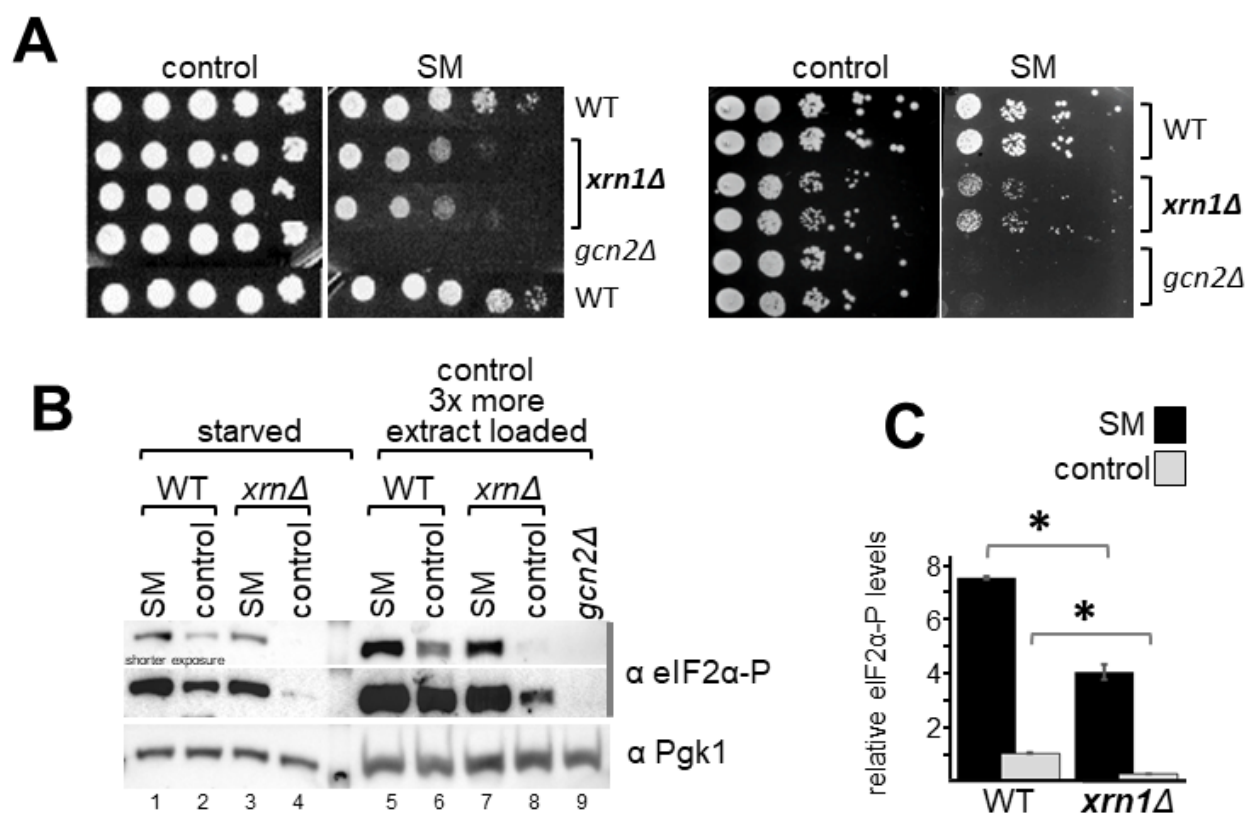 A
control SM
WT
xrn1Δ
gcn2Δ
WT
control SM
WT
xrn1Δ
gcn2Δ
B
control
3x more
starved extract loaded
WT xrnΔ WT xrnΔ
SM control SM control SM control SM control gcn2Δ
shorter exposure
α eIF2α-P
α Pgk1
1 2 3 4 5 6 7 8 9
C
SM
control
relative eIF2α-P levels
*
*
8
6
4
2
WT xrn1Δ